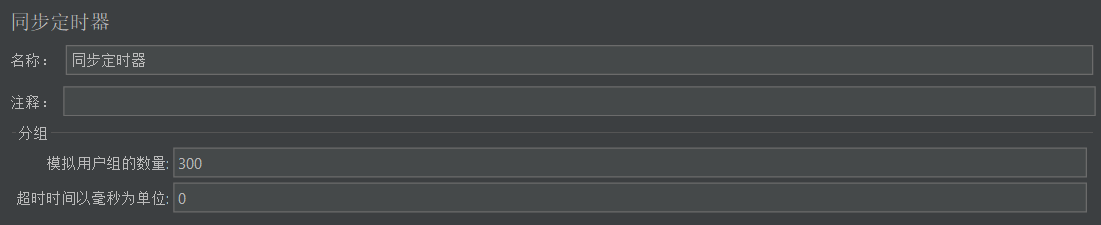 同步定时器
名称： 同步定时器
注释：
分组
模拟用户组的数量: 300
超时时间以毫秒为单位: 0